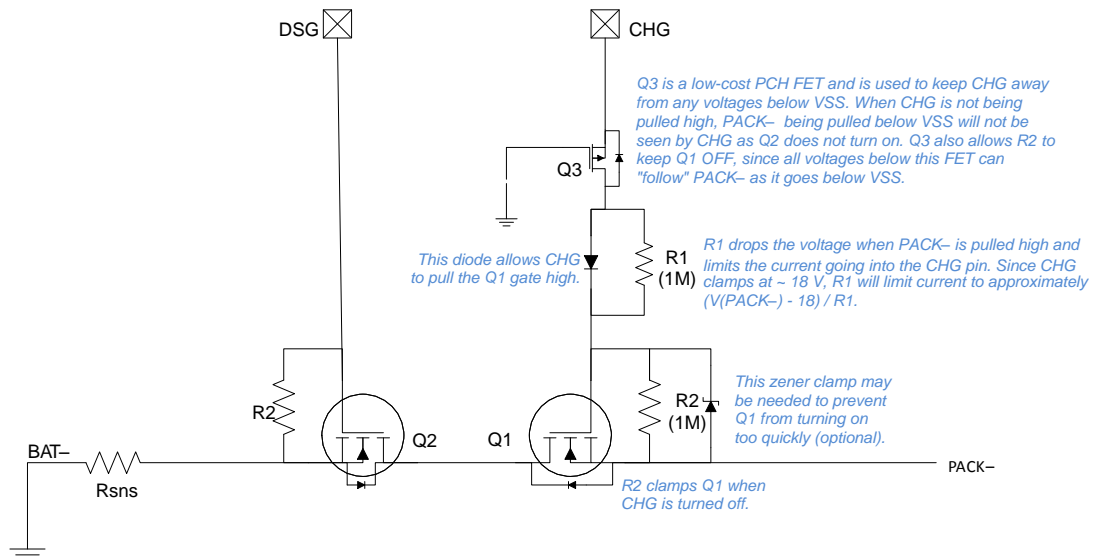 DSG
CHG
Q3 is a low-cost PCH FET and is used to keep CHG away
from any voltages below VSS. When CHG is not being
pulled high, PACK– being pulled below VSS will not be
seen by CHG as Q2 does not turn on. Q3 also allows R2 to
keep Q1 OFF, since all voltages below this FET can
"follow" PACK– as it goes below VSS.
Q3
This diode allows CHG
to pull the Q1 gate high.
R1
(1M)
R1 drops the voltage when PACK– is pulled high and
limits the current going into the CHG pin. Since CHG
clamps at ~ 18 V, R1 will limit current to approximately
(V(PACK–) - 18) / R1.
R2
Q2
Q1
R2
(1M)
This zener clamp may
be needed to prevent
Q1 from turning on
too quickly (optional).
BAT–
Rsns
PACK–
R2 clamps Q1 when
CHG is turned off.